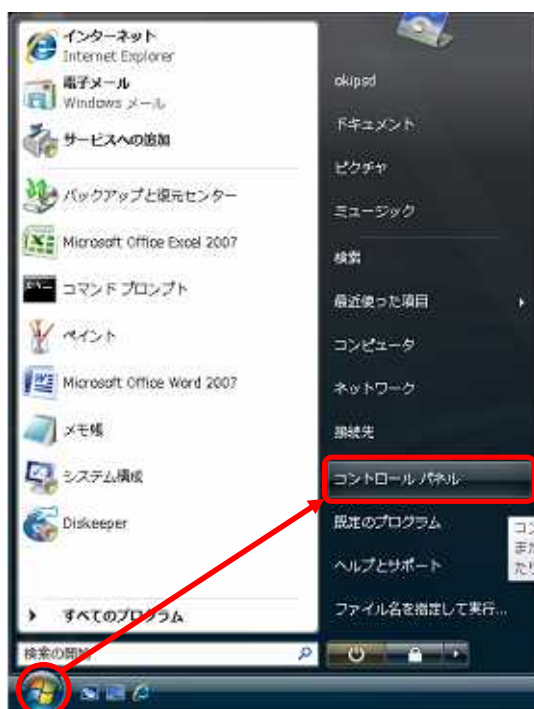 インターネット
Internet Explorer
電子メール
Windows メール
サービスへの追加
バックアップと復元センター
Microsoft Office Excel 2007
コマンド プロンプト
ペイント
Microsoft Office Word 2007
メモ帳
システム構成
Diskeeper
すべてのプログラム
検索の開始
okipsd
ドキュメント
ピクチャ
ミュージック
検索
最近使った項目
コンピュータ
ネットワーク
接続先
コントロール パネル
既定のプログラム
ヘルプとサポート
ファイル名を指定して実行...
コン
また
たり